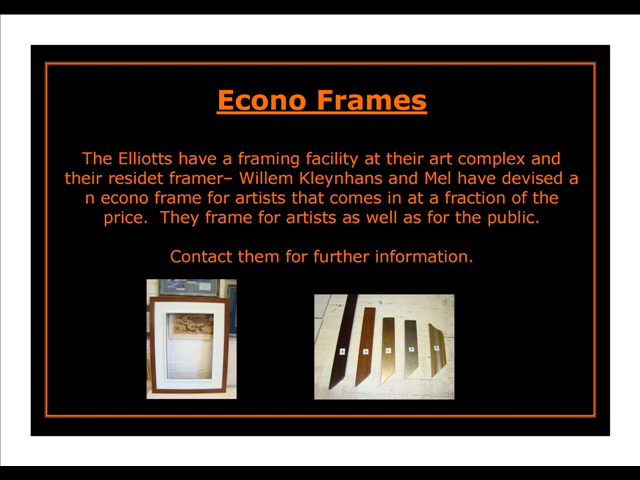 Econo Frames
The Elliotts have a framing facility at their art complex and
their residet framer– Willem Kleynhans and Mel have devised a
n econo frame for artists that comes in at a fraction of the
price.  They frame for artists as well as for the public.
Contact them for further information.